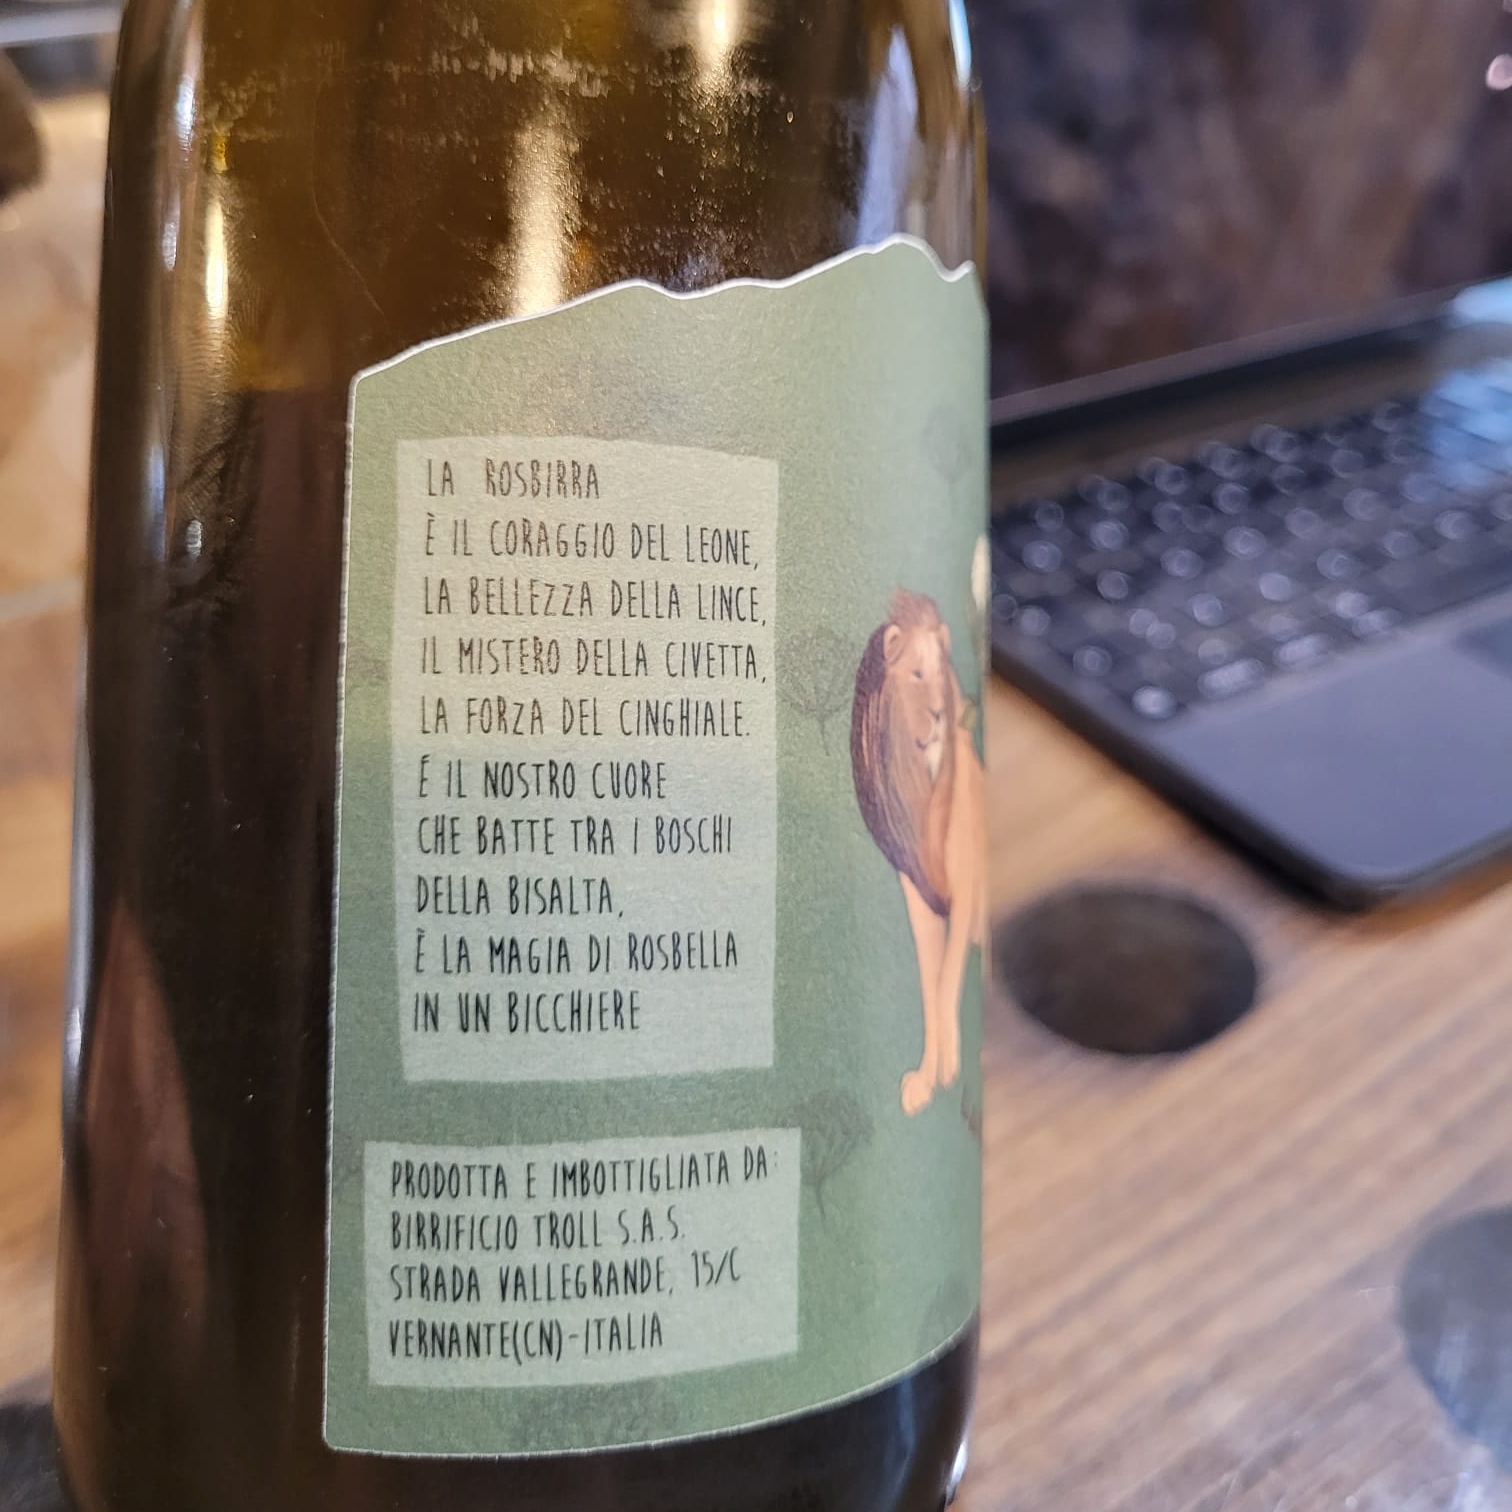 LA ROSBIRRA
È IL CORAGGIO DEL LEONE,
LA BELLEZZA DELLA LINCE,
IL MISTERO DELLA CIVETTA,
LA FORZA DEL CINGHIALE.
É IL NOSTRO CUORE
CHE BATTE TRA I BOSCHI
DELLA BISALTA,
È LA MAGIA DI ROSBELLA
IN UN BICCHIERE
PRODOTTA E IMBOTTIGLIATA DA:
BIRRIFICIO TROLL S.A.S.
STRADA VALLEGRANDE, 15/C
VERNANTE(CN)-ITALIA